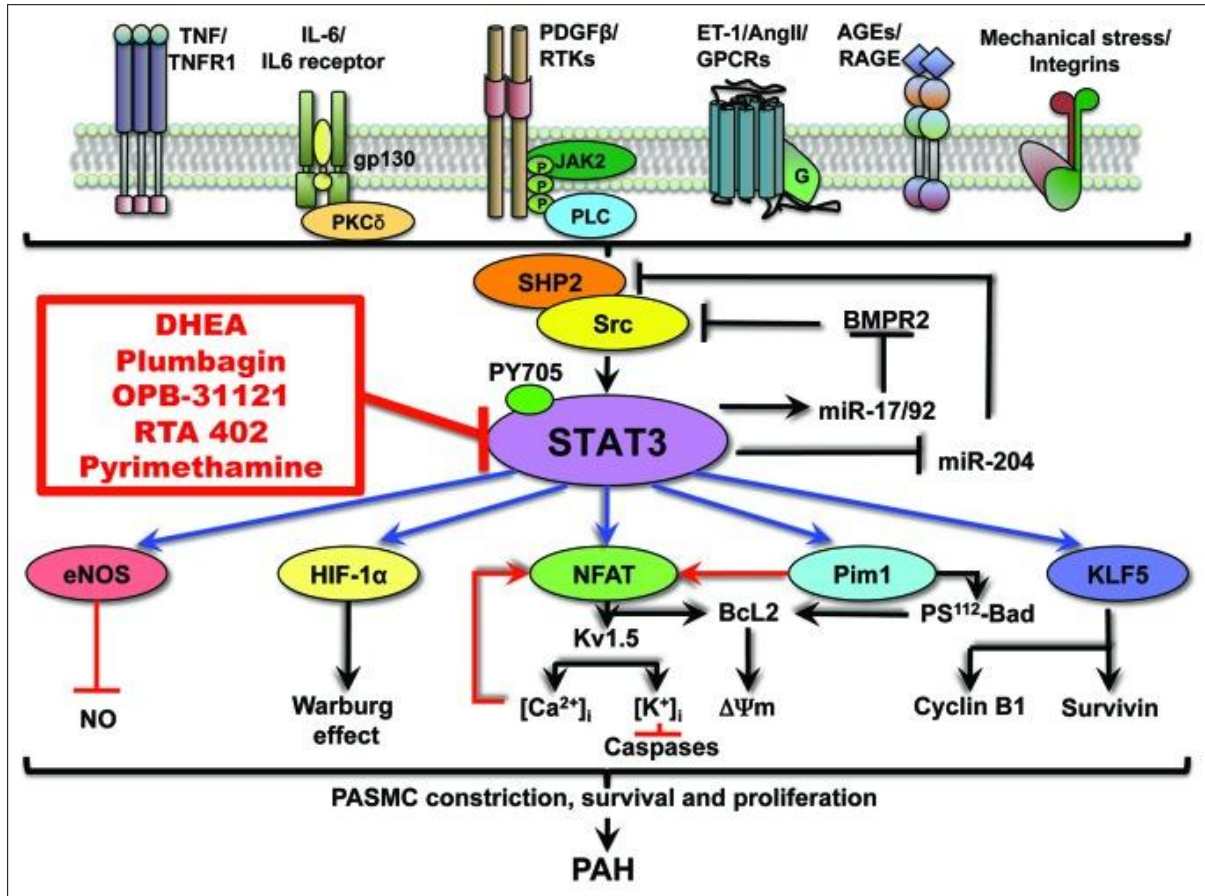 TNF/
TNFR1
IL-6/
IL6 receptor
PDGFβ/
RTKs
ET-1/AngII/
GPCRs
AGEs/
RAGE
Mechanical stress/
Integrins
gp130
P
JAK2
P
P
G
PKCδ
PLC
SHP2
Src
BMPR2
DHEA
Plumbagin
OPB-31121
RTA 402
Pyrimethamine
PY705
STAT3
miR-17/92
miR-204
eNOS
HIF-1α
NFAT
Pim1
KLF5
BcL2
PS¹¹²-Bad
Kv1.5
NO
Warburg
effect
[Ca²⁺]ᵢ
[K⁺]ᵢ
ΔΨm
Cyclin B1
Survivin
Caspases
PASMC constriction, survival and proliferation
PAH